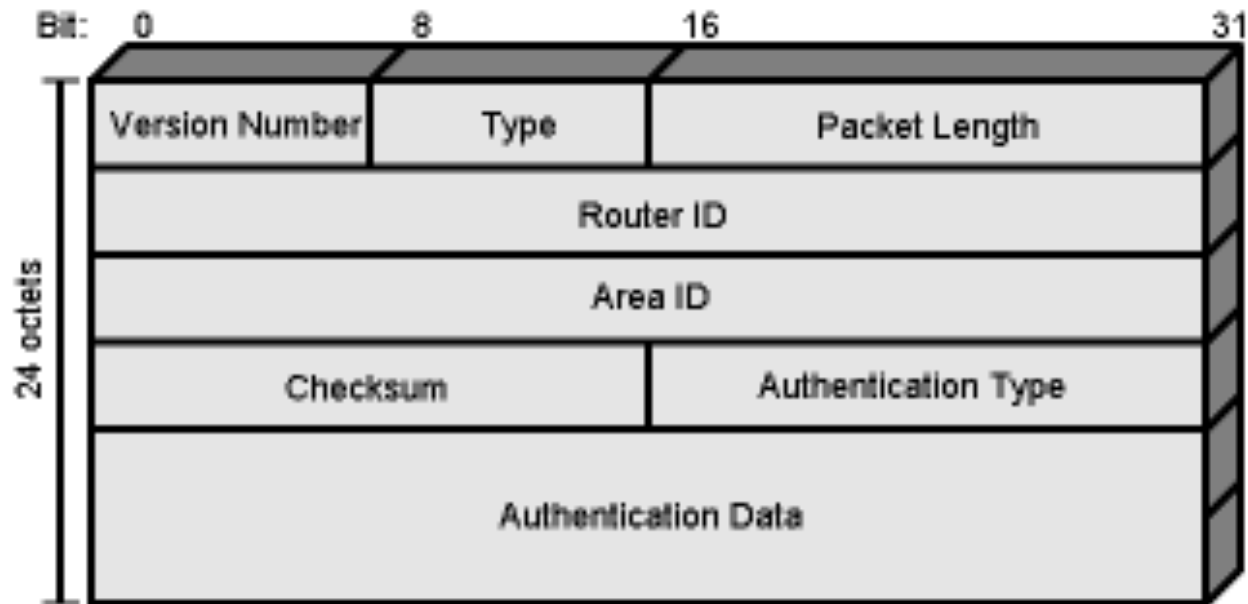 Bit: 0 8 16 31
Version Number Type Packet Length
Router ID
Area ID
Checksum Authentication Type
Authentication Data
24 octets